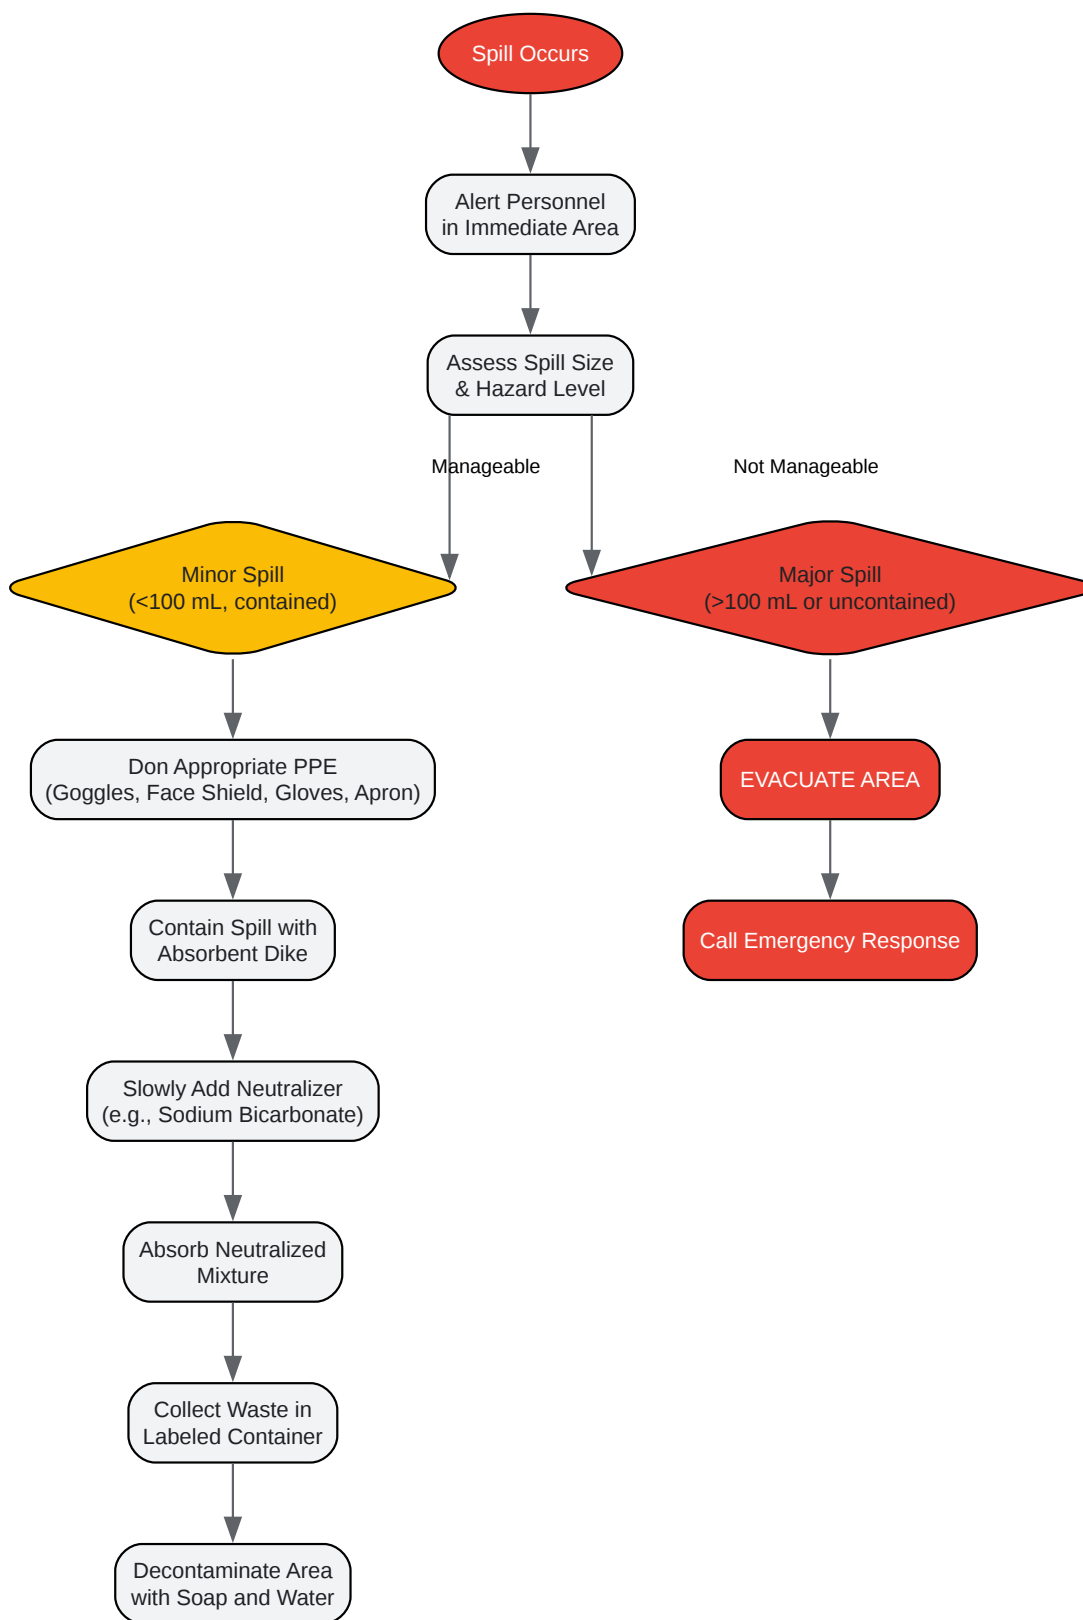 Spill Occurs
Alert Personnel
in Immediate Area
Assess Spill Size
& Hazard Level
Manageable
Not Manageable
Minor Spill
(<100 mL, contained)
Major Spill
(>100 mL or uncontained)
Don Appropriate PPE
(Goggles, Face Shield, Gloves, Apron)
EVACUATE AREA
Contain Spill with
Absorbent Dike
Call Emergency Response
Slowly Add Neutralizer
(e.g., Sodium Bicarbonate)
Absorb Neutralized
Mixture
Collect Waste in
Labeled Container
Decontaminate Area
with Soap and Water